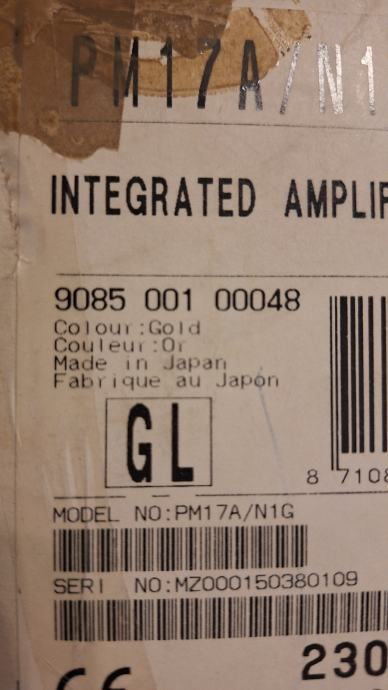 PM17A/N1
INTEGRATED AMPLIF
9085 001 00048
Colour:Gold
Couleur:Or
Made in Japan
Fabrique au Japon
GL
8 7108
MODEL NO:PM17A/N1G
SERI NO:MZ000150380109
CE
230